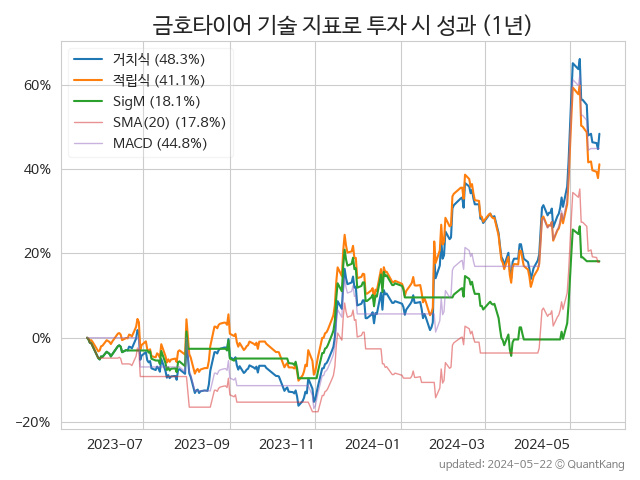 금호타이어 기술 지표로 투자 시 성과 (1년)
거치식 (48.3%)
적립식 (41.1%)
SigM (18.1%)
SMA(20) (17.8%)
MACD (44.8%)
60%
40%
20%
0%
−20%
2023−07
2023−09
2023−11
2024−01
2024−03
2024−05
updated: 2024−05−22 © QuantKang